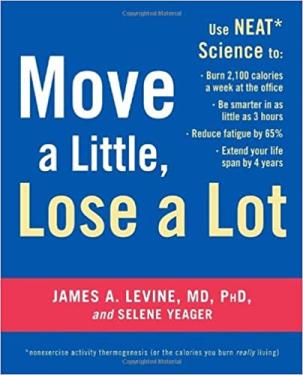 Use NEAT*
Science to:
• Burn 2,100 calories
a week at the office
• Be smarter in as
little as 3 hours
• Reduce fatigue by 65%
• Extend your life
span by 4 years
Move
a Little,
Lose a Lot
JAMES A. LEVINE, MD, PHD,
and SELENE YEAGER
*nonexercise activity thermogenesis (or the calories you burn really living)